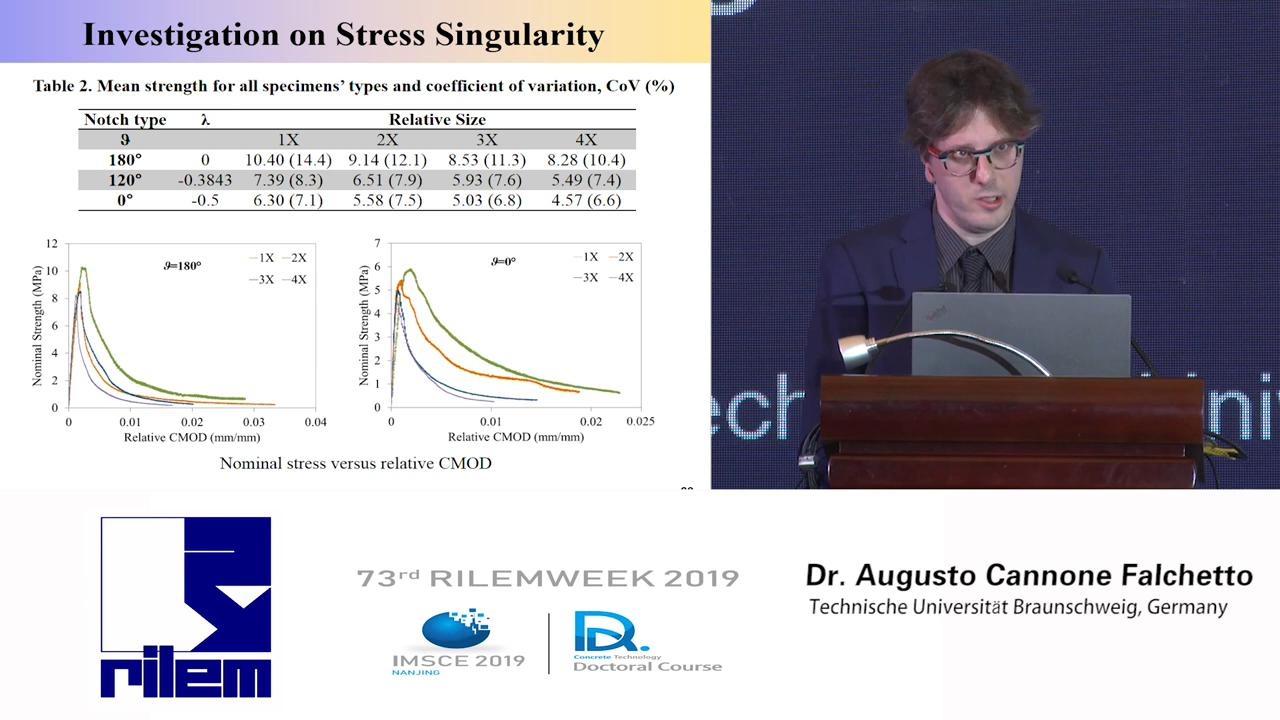 Investigation on Stress Singularity
Table 2. Mean strength for all specimens' types and coefficient of variation, CoV (%)
Notch type λ Relative Size
ϑ 1X 2X 3X 4X
180° 0 10.40 (14.4) 9.14 (12.1) 8.53 (11.3) 8.28 (10.4)
120° -0.3843 7.39 (8.3) 6.51 (7.9) 5.93 (7.6) 5.49 (7.4)
0° -0.5 6.30 (7.1) 5.58 (7.5) 5.03 (6.8) 4.57 (6.6)
Nominal Strength (MPa)
12
10
8
6
4
2
0
ϑ=180°
1X 2X
3X 4X
0 0.01 0.02 0.03 0.04
Relative CMOD (mm/mm)
Nominal Strength (MPa)
7
6
5
4
3
2
1
0
ϑ=0°
1X 2X
3X 4X
0 0.01 0.02 0.025
Relative CMOD (mm/mm)
Nominal stress versus relative CMOD
ech ni
rilem
73rd RILEMWEEK 2019
IMSCE 2019
NANJING
Concrete Technology
Doctoral Course
Dr. Augusto Cannone Falchetto
Technische Universität Braunschweig, Germany